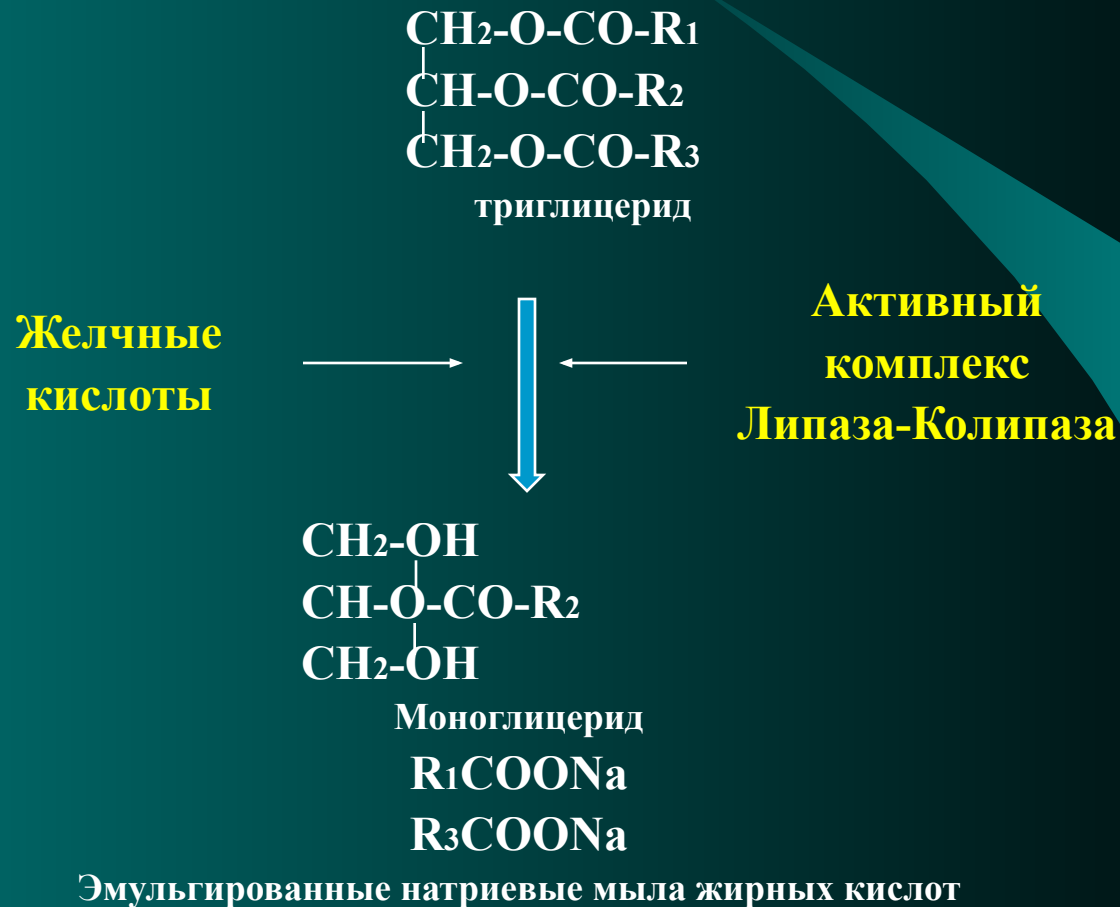 CH2-O-CO-R1
CH-O-CO-R2
CH2-O-CO-R3
триглицерид
Желчные
кислоты
Активный
комплекс
Липаза-Колипаза
CH2-OH
CH-O-CO-R2
CH2-OH
Моноглицерид
R1COONa
R3COONa
Эмульгированные натриевые мыла жирных кислот